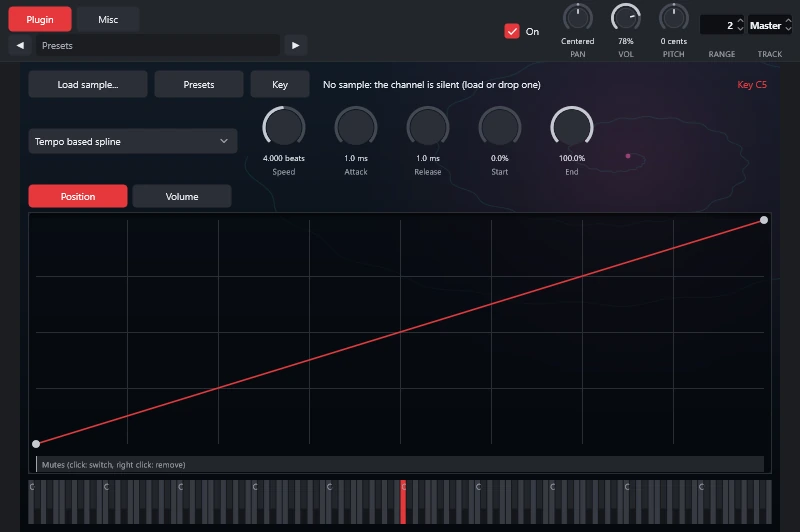 Plugin
Misc
Presets
On
Centered
PAN
78%
VOL
0 cents
PITCH
2
RANGE
Master
TRACK
Load sample...
Presets
Key
No sample: the channel is silent (load or drop one)
Key C5
Tempo based spline
4.000 beats
Speed
1.0 ms
Attack
1.0 ms
Release
0.0%
Start
100.0%
End
Position
Volume
Mutes (click: switch, right click: remove)
C C C C C C C C C C